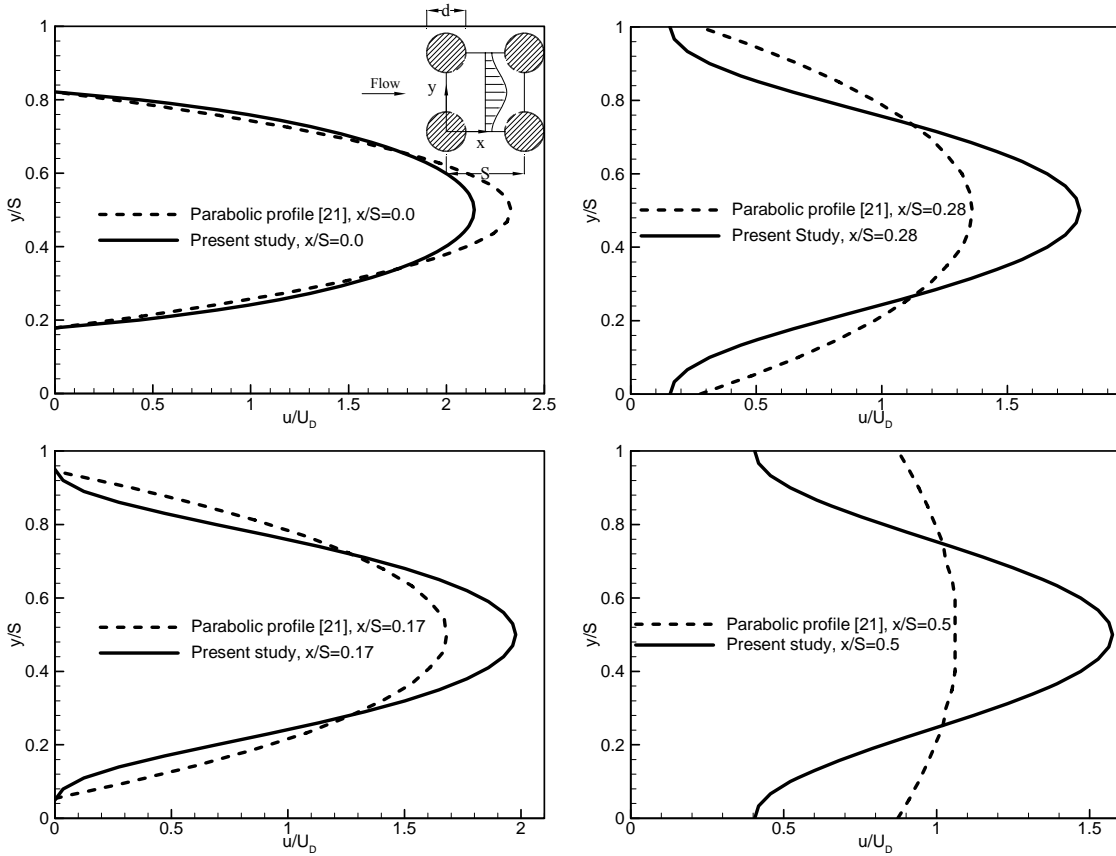 1
0.8
0.6
0.4
0.2
0
y/S
0
0.5
1
1.5
2
2.5
u/U_D
d
Flow
y
x
S
Parabolic profile [21], x/S=0.0
Present study, x/S=0.0
1
0.8
0.6
0.4
0.2
0
y/S
0
0.5
1
1.5
u/U_D
Parabolic profile [21], x/S=0.28
Present Study, x/S=0.28
1
0.8
0.6
0.4
0.2
0
y/S
0
0.5
1
1.5
2
u/U_D
Parabolic profile [21], x/S=0.17
Present study, x/S=0.17
1
0.8
0.6
0.4
0.2
0
y/S
0
0.5
1
1.5
u/U_D
Parabolic profile [21], x/S=0.5
Present study, x/S=0.5